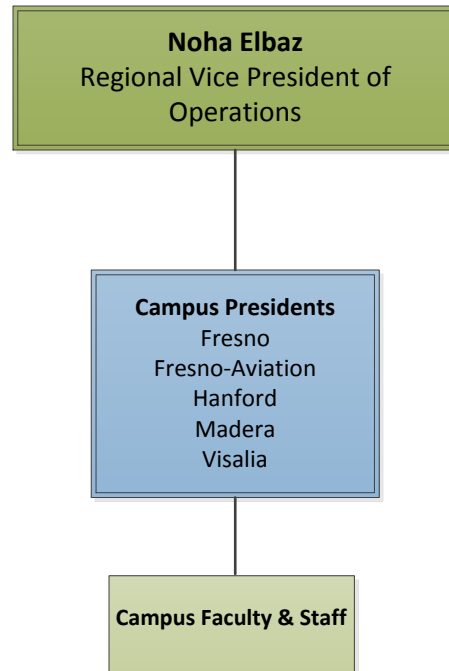 Noha Elbaz
Regional Vice President of
Operations
Campus Presidents
Fresno
Fresno-Aviation
Hanford
Madera
Visalia
Campus Faculty & Staff